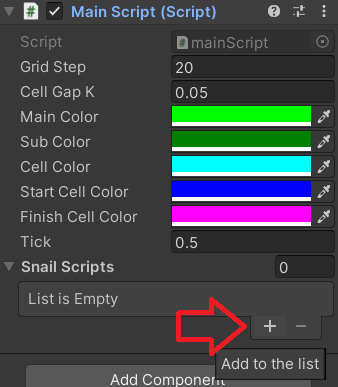 Main Script (Script)
Script mainScript
Grid Step 20
Cell Gap K 0.05
Main Color
Sub Color
Cell Color
Start Cell Color
Finish Cell Color
Tick 0.5
Snail Scripts 0
List is Empty
+ −
Add to the list
Add Component